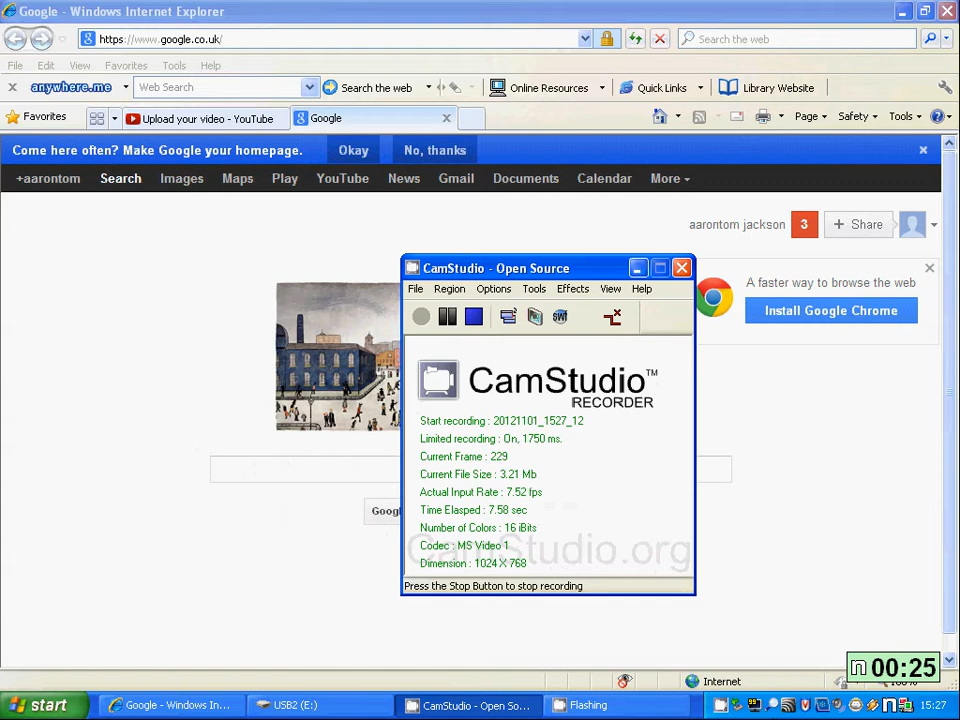 Google - Windows Internet Explorer
https://www.google.co.uk/
Search the web
File Edit View Favorites Tools Help
anywhere.me Web Search Search the web Online Resources Quick Links Library Website
Favorites Upload your video - YouTube Google Page Safety Tools
Come here often? Make Google your homepage. Okay No, thanks
+aarontom Search Images Maps Play YouTube News Gmail Documents Calendar More
aarontom jackson 3 + Share
A faster way to browse the web
Install Google Chrome
Googl
CamStudio - Open Source
File Region Options Tools Effects View Help
SWF
CamStudio™
RECORDER
Start recording : 20121101_1527_12
Limited recording : On, 1750 ms.
Current Frame : 229
Current File Size : 3.21 Mb
Actual Input Rate : 7.52 fps
Time Elasped : 7.58 sec
Number of Colors : 16 iBits
Codec : MS Video 1
Dimension : 1024 X 768
CamStudio.org
Press the Stop Button to stop recording
Internet
n 00:25
start Google - Windows In... USB2 (E:) CamStudio - Open So... Flashing 15:27